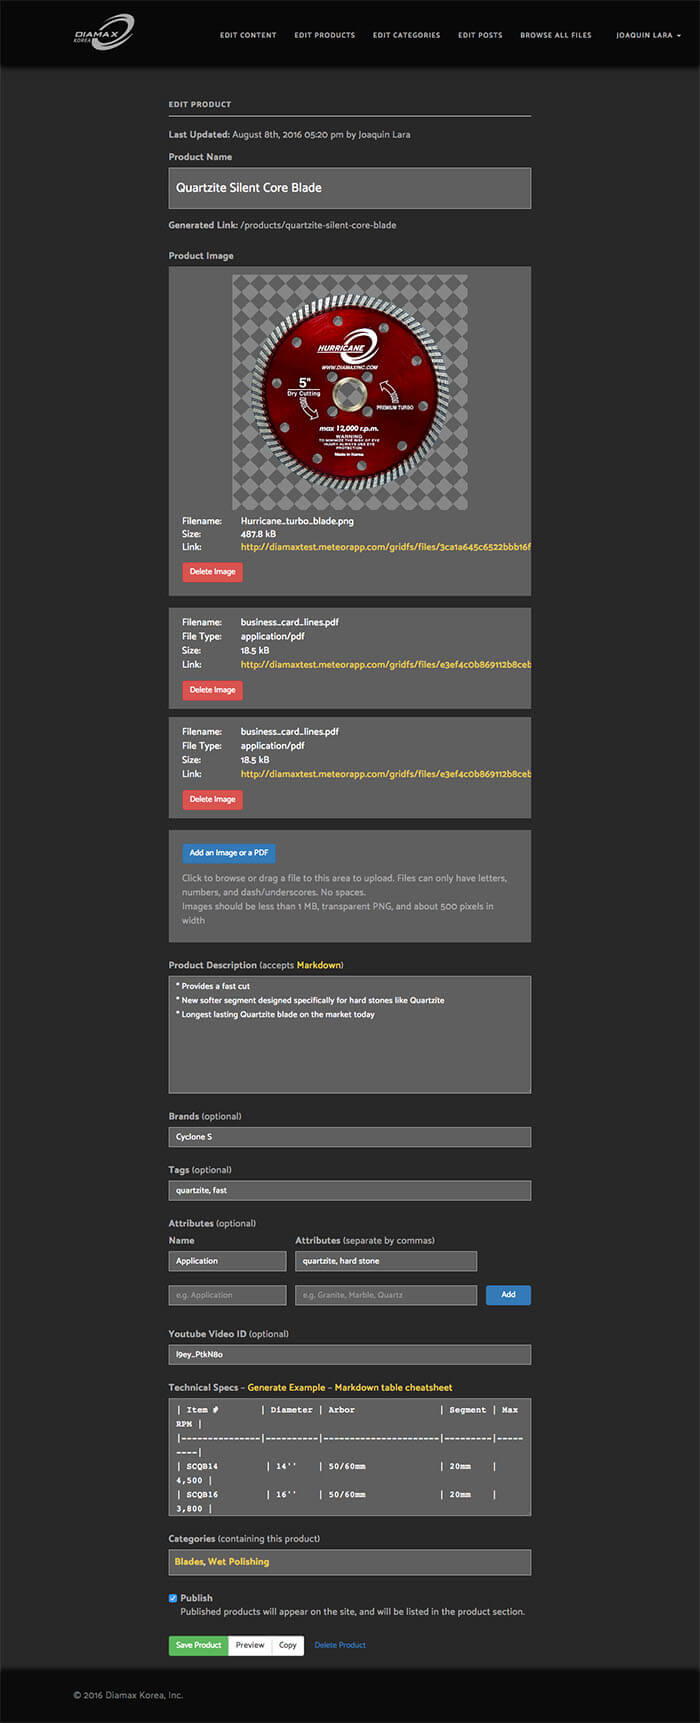 DIAMAX
KOREA
EDIT CONTENT EDIT PRODUCTS EDIT CATEGORIES EDIT POSTS BROWSE ALL FILES JOAQUIN LARA
EDIT PRODUCT
Last Updated: August 8th, 2016 05:20 pm by Joaquin Lara
Product Name
Quartzite Silent Core Blade
Generated Link: /products/quartzite-silent-core-blade
Product Image
HURRICANE
WWW.DIAMAXINC.COM
5"
Dry Cutting
PREMIUM TURBO
max 12,000 r.p.m.
WARNING
TO MINIMIZE THE RISK OF EYE
INJURY ALWAYS USE EYE
PROTECTION
Made in Korea
Filename: Hurricane_turbo_blade.png
Size: 487.8 kB
Link: http://diamaxtest.meteorapp.com/gridfs/files/3ca1a645c6522bbb16f
Delete Image
Filename: business_card_lines.pdf
File Type: application/pdf
Size: 18.5 kB
Link: http://diamaxtest.meteorapp.com/gridfs/files/e3ef4c0b869112b8ceb
Delete Image
Filename: business_card_lines.pdf
File Type: application/pdf
Size: 18.5 kB
Link: http://diamaxtest.meteorapp.com/gridfs/files/e3ef4c0b869112b8ceb
Delete Image
Add an Image or a PDF
Click to browse or drag a file to this area to upload. Files can only have letters,
numbers, and dash/underscores. No spaces.
Images should be less than 1 MB, transparent PNG, and about 500 pixels in
width
Product Description (accepts Markdown)
* Provides a fast cut
* New softer segment designed specifically for hard stones like Quartzite
* Longest lasting Quartzite blade on the market today
Brands (optional)
Cyclone S
Tags (optional)
quartzite, fast
Attributes (optional)
Name Attributes (separate by commas)
Application quartzite, hard stone
e.g. Application e.g. Granite, Marble, Quartz Add
Youtube Video ID (optional)
l9ey_PtkN8o
Technical Specs – Generate Example – Markdown table cheatsheet
| Item # | Diameter | Arbor | Segment | Max
RPM |
|---------------|----------|----------------------|---------|-----
----|
| SCQB14 | 14'' | 50/60mm | 20mm |
4,500 |
| SCQB16 | 16'' | 50/60mm | 20mm |
3,800 |
Categories (containing this product)
Blades, Wet Polishing
Publish
Published products will appear on the site, and will be listed in the product section.
Save Product Preview Copy Delete Product
© 2016 Diamax Korea, Inc.